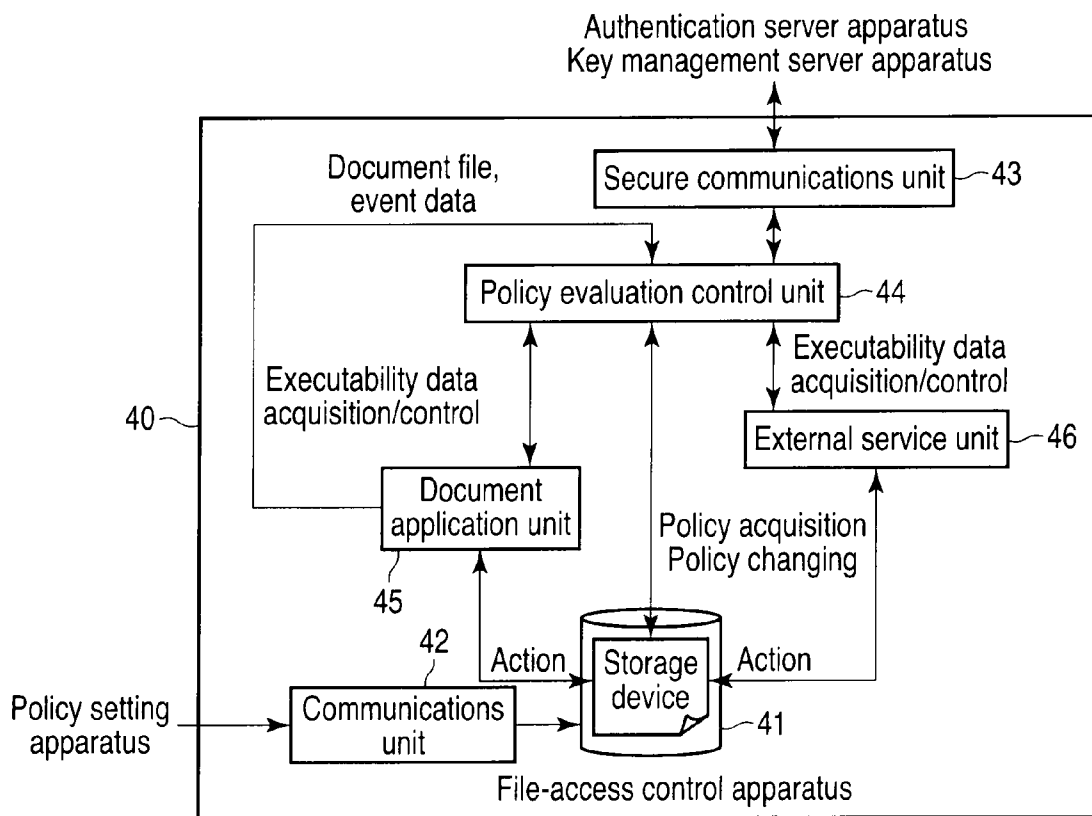 Authentication server apparatus
Key management server apparatus
Document file,
event data
Secure communications unit
43
Policy evaluation control unit
44
Executability data
acquisition/control
Executability data
acquisition/control
40
External service unit
46
Document
application unit
45
Policy acquisition
Policy changing
42
Action
Storage
device
Action
Policy setting
apparatus
Communications
unit
41
File-access control apparatus